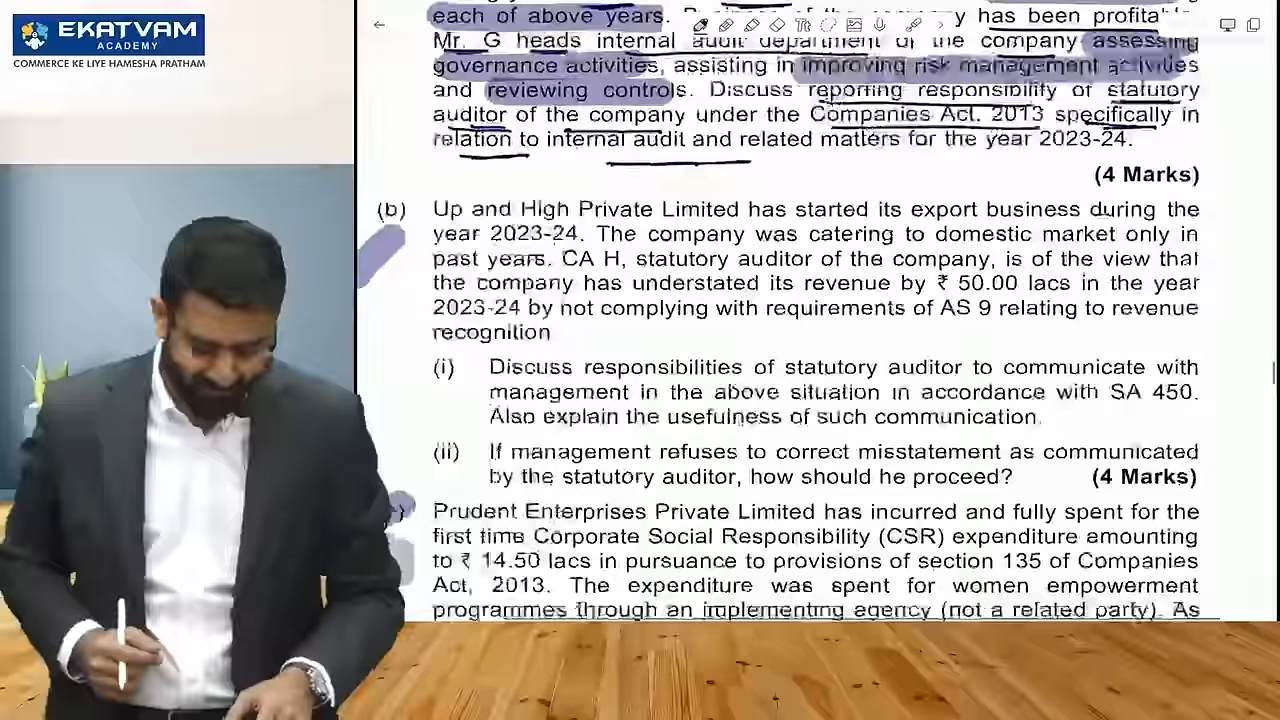 EKATVAM
ACADEMY
COMMERCE KE LIYE HAMESHA PRATHAM
each of above years. of the has been
Mr. G heads internal audit department of the company assessing
governance activities, assisting in improving risk management activities
and reviewing controls. Discuss reporting responsibility of statutory
auditor of the company under the Companies Act, 2013 specifically in
relation to internal audit and related matters for the year 2023-24.
(4 Marks)
(b) Up and High Private Limited has started its export business during the
year 2023-24. The company was catering to domestic market only in
past years. CA H, statutory auditor of the company, is of the view that
the company has understated its revenue by ₹ 50.00 lacs in the year
2023-24 by not complying with requirements of AS 9 relating to revenue
recognition
(i) Discuss responsibilities of statutory auditor to communicate with
management in the above situation in accordance with SA 450.
Also explain the usefulness of such communication.
(ii) If management refuses to correct misstatement as communicated
by the statutory auditor, how should he proceed? (4 Marks)
Prudent Enterprises Private Limited has incurred and fully spent for the
first time Corporate Social Responsibility (CSR) expenditure amounting
to ₹ 14.50 lacs in pursuance to provisions of section 135 of Companies
Act, 2013. The expenditure was spent for women empowerment
programmes through an implementing agency (not a related party). As